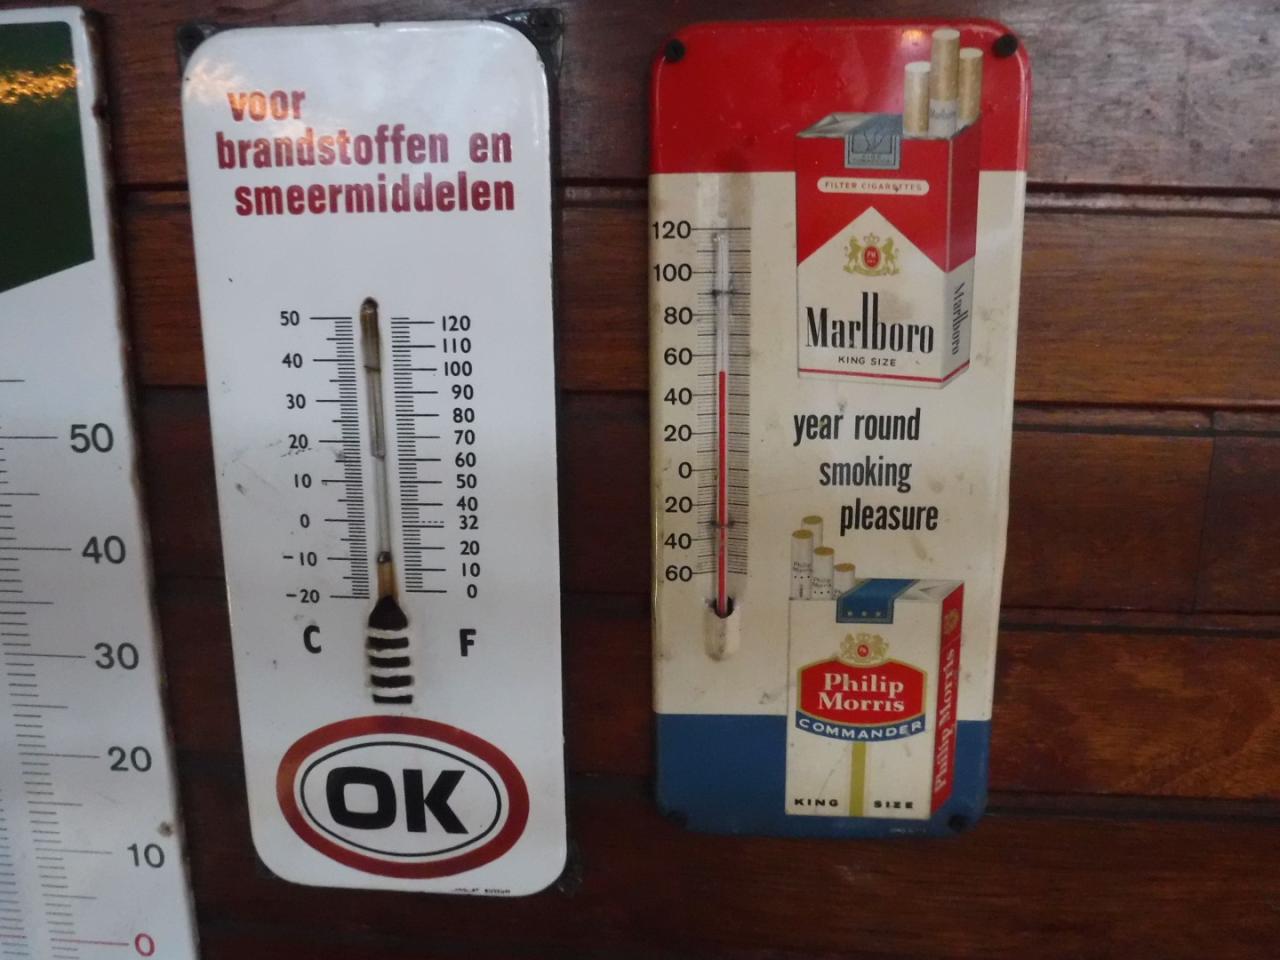 50
40
30
20
10
0
voor
brandstoffen en
smeermiddelen
50
40
30
20
10
0
-10
-20
120
110
100
90
80
70
60
50
40
32
20
10
0
C F
OK
FILTER CIGARETTES
PM
Marlboro
KING SIZE
Marlboro
120
100
80
60
40
20
0
20
40
60
year round
smoking
pleasure
Philip
Morris
COMMANDER
KING SIZE
Philip Morris